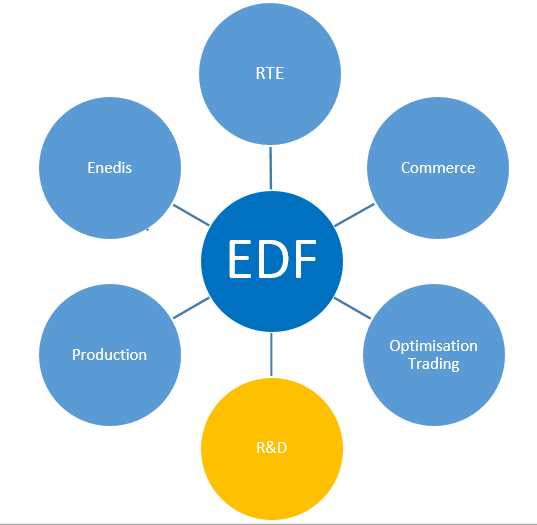 RTE
Enedis
Commerce
EDF
Production
Optimisation
Trading
R&D